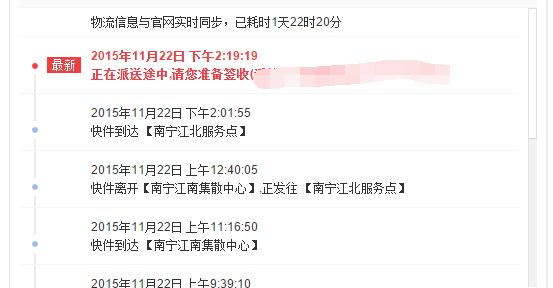 物流信息与官网实时同步，已耗时1天22时20分
最新
2015年11月22日 下午2:19:19
正在派送途中,请您准备签收(
2015年11月22日 下午2:01:55
快件到达 【南宁江北服务点】
2015年11月22日 上午12:40:05
快件离开【南宁江南集散中心】,正发往 【南宁江北服务点】
2015年11月22日 上午11:16:50
快件到达 【南宁江南集散中心】
2015年11月22日 上午9:39:10